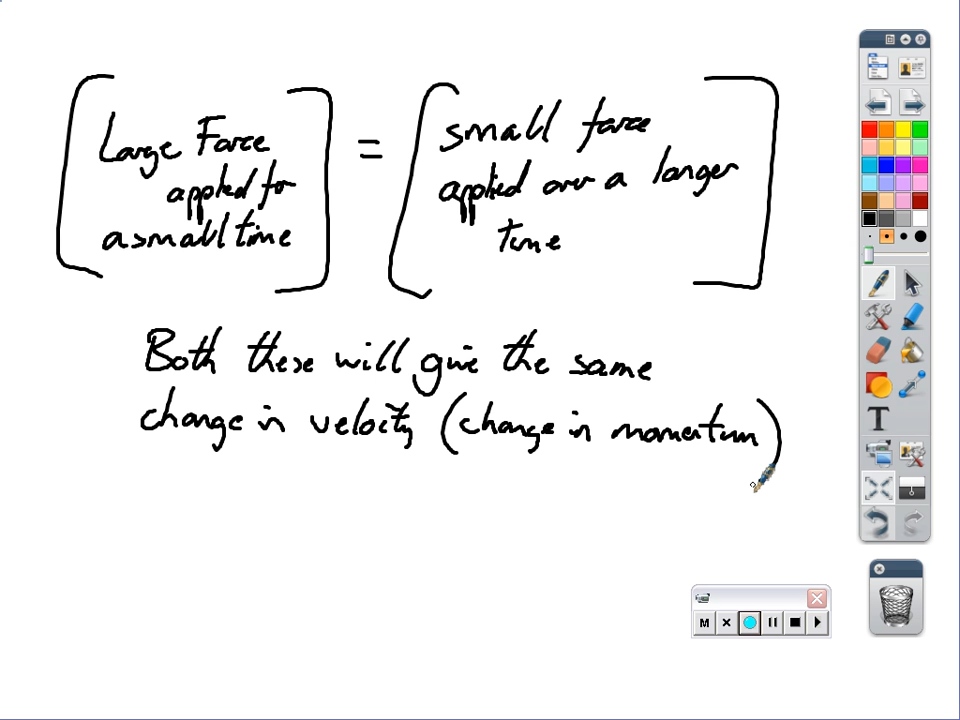 Large Force
applied for
a small time
=
small force
applied over a longer
time
Both these will give the same
change in velocity (change in momentum)
T
M